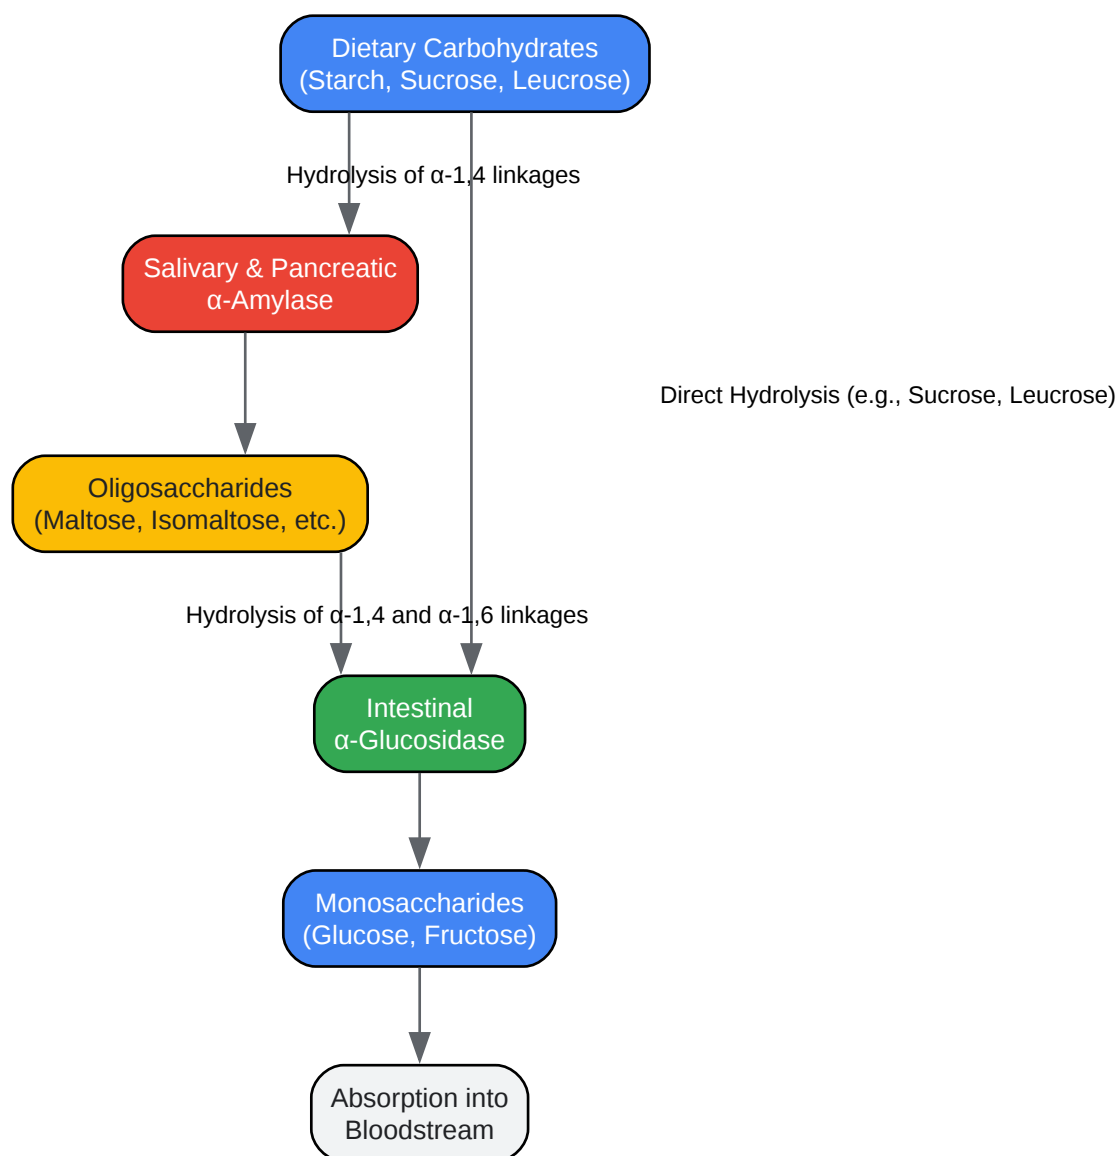 Dietary Carbohydrates
(Starch, Sucrose, Leucrose)
Hydrolysis of α-1,4 linkages
Salivary & Pancreatic
α-Amylase
Direct Hydrolysis (e.g., Sucrose, Leucrose)
Oligosaccharides
(Maltose, Isomaltose, etc.)
Hydrolysis of α-1,4 and α-1,6 linkages
Intestinal
α-Glucosidase
Monosaccharides
(Glucose, Fructose)
Absorption into
Bloodstream